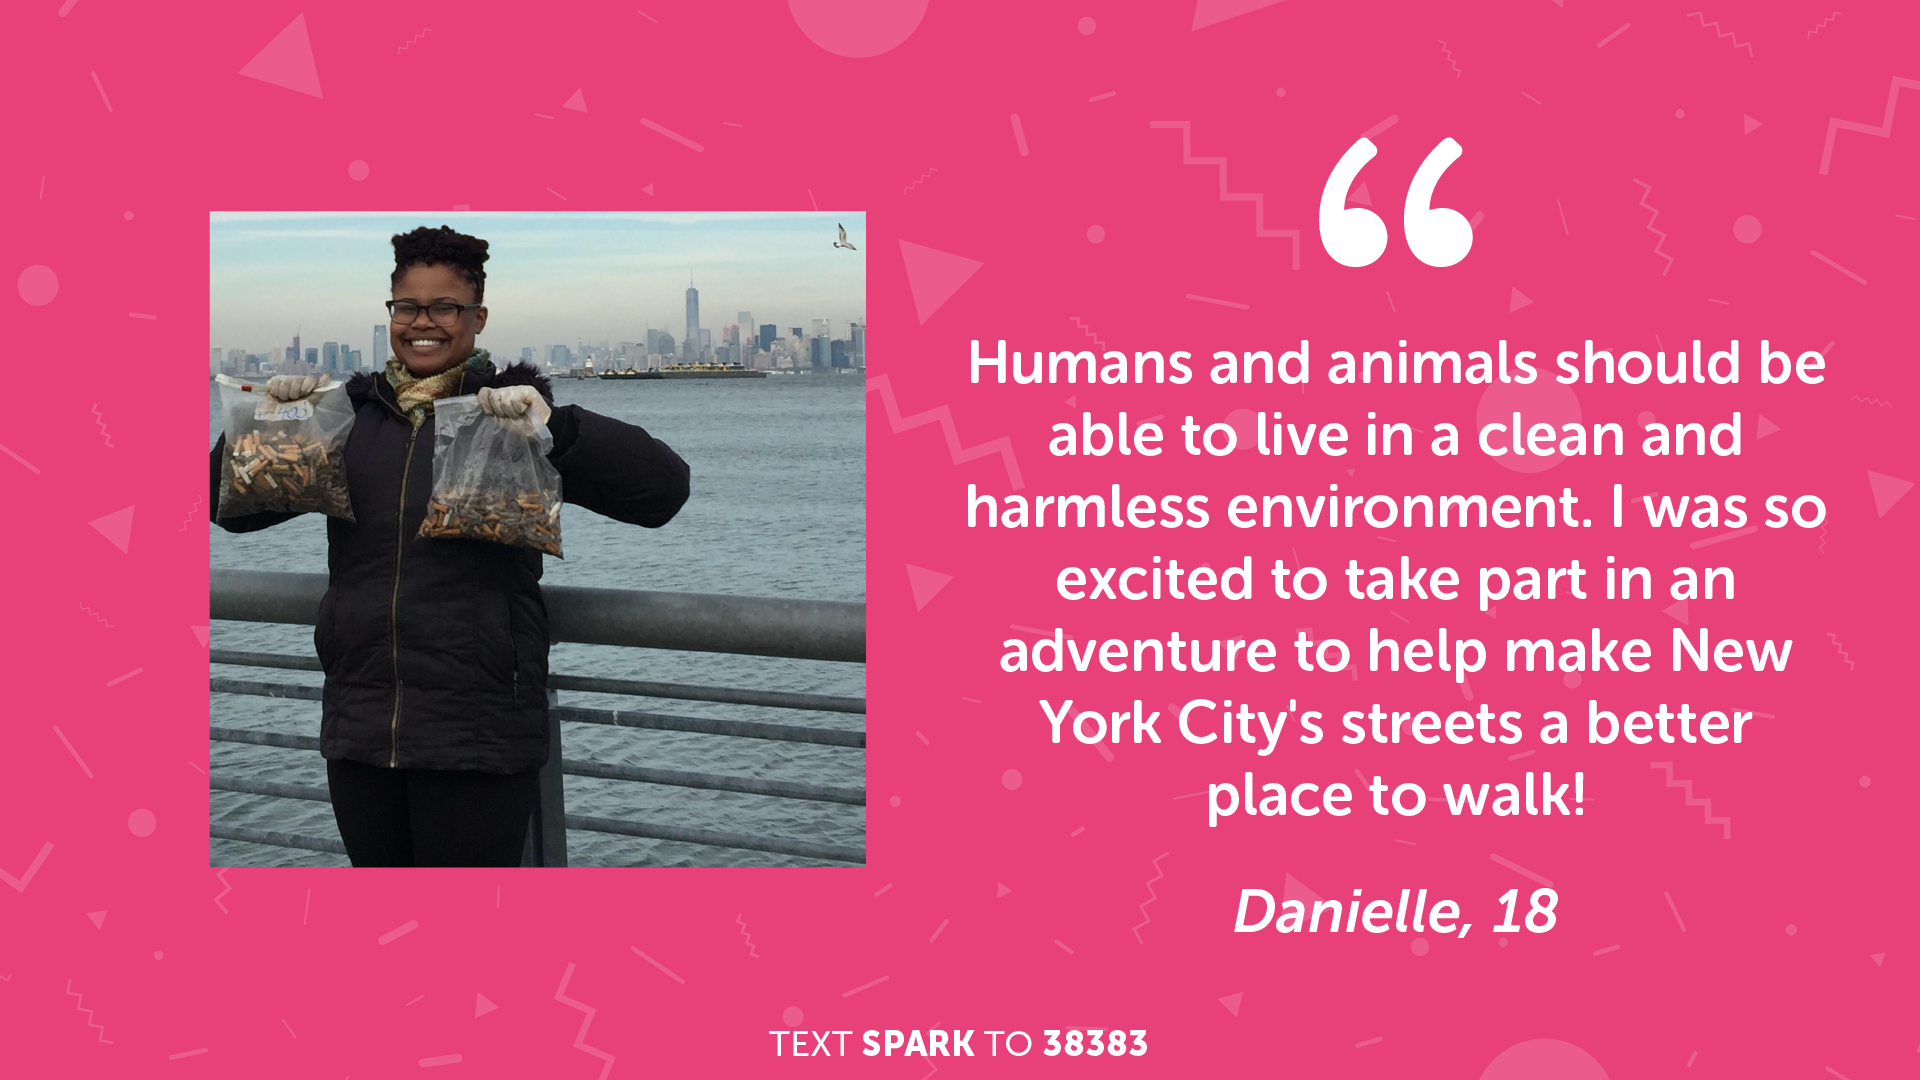 “
Humans and animals should be
able to live in a clean and
harmless environment. I was so
excited to take part in an
adventure to help make New
York City's streets a better
place to walk!
Danielle, 18
TEXT SPARK TO 38383